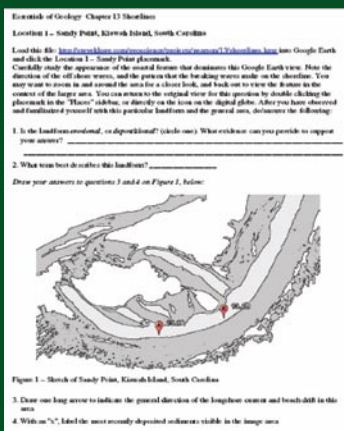 Essentials of Geology Chapter 13 Shorelines
Location 1 – Sandy Point, Kiawah Island, South Carolina
Load this file: into Google Earth
and click the Location 1 – Sandy Point placemark.
Carefully study the appearance of the coastal feature that dominates this Google Earth view. Note the
direction of the off shore waves, and the pattern that the breaking waves make on the shoreline. You
may want to zoom in and around the area for a closer look, and back out to view the feature in the
context of the larger area. You can return to the original view for this question by double clicking the
placemark in the "Places" sidebar, or directly on the icon on the digital globe. After you have observed
and familiarized yourself with this particular landform and the general area, do/answer the following:
1. Is the landform erosional, or depositional? (circle one) What evidence can you provide to support
your answer?
2. What term best describes this landform?
Draw your answers to questions 3 and 4 on Figure 1, below:
Figure 1 – Sketch of Sandy Point, Kiawah Island, South Carolina
3. Draw one long arrow to indicate the general direction of the longshore current and beach drift in this
area
4. With an "x", label the most recently deposited sediments visible in the image area